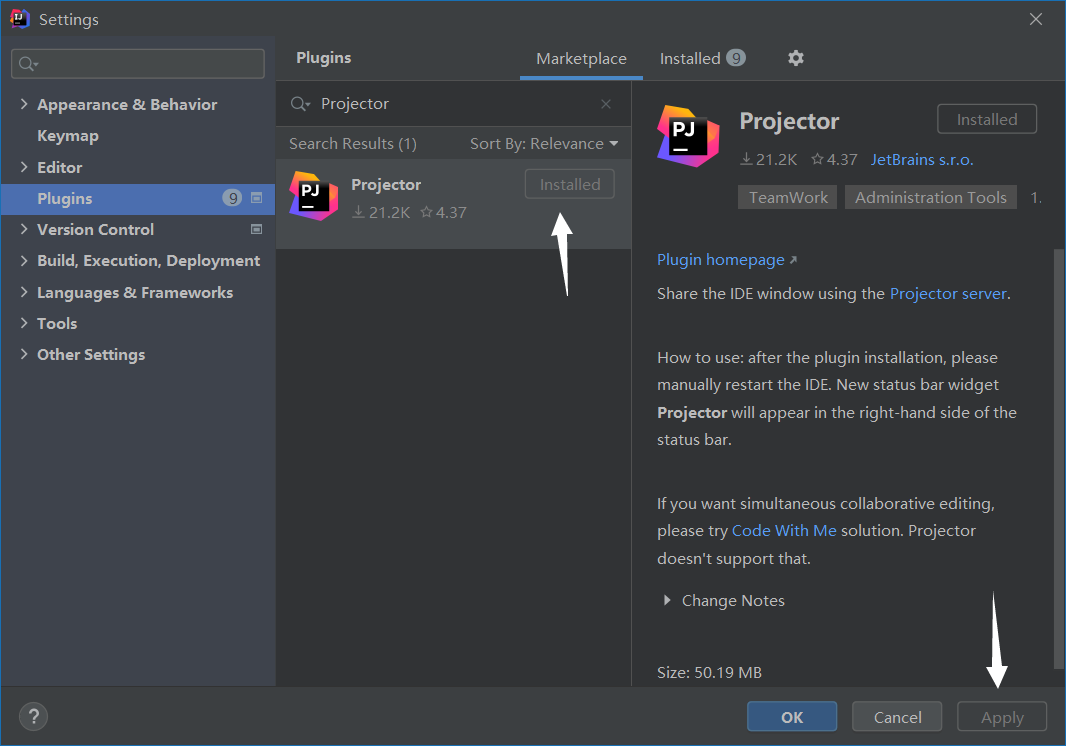 Settings
Plugins
Marketplace
Installed 9
Appearance & Behavior
Keymap
Editor
Plugins 9
Version Control
Build, Execution, Deployment
Languages & Frameworks
Tools
Other Settings
Projector
Search Results (1)
Sort By: Relevance
PJ
Projector
Installed
21.2K 4.37
PJ
Projector
Installed
21.2K 4.37 JetBrains s.r.o.
TeamWork Administration Tools 1.
Plugin homepage
Share the IDE window using the Projector server.
How to use: after the plugin installation, please
manually restart the IDE. New status bar widget
Projector will appear in the right-hand side of the
status bar.
If you want simultaneous collaborative editing,
please try Code With Me solution. Projector
doesn't support that.
Change Notes
Size: 50.19 MB
?
OK
Cancel
Apply